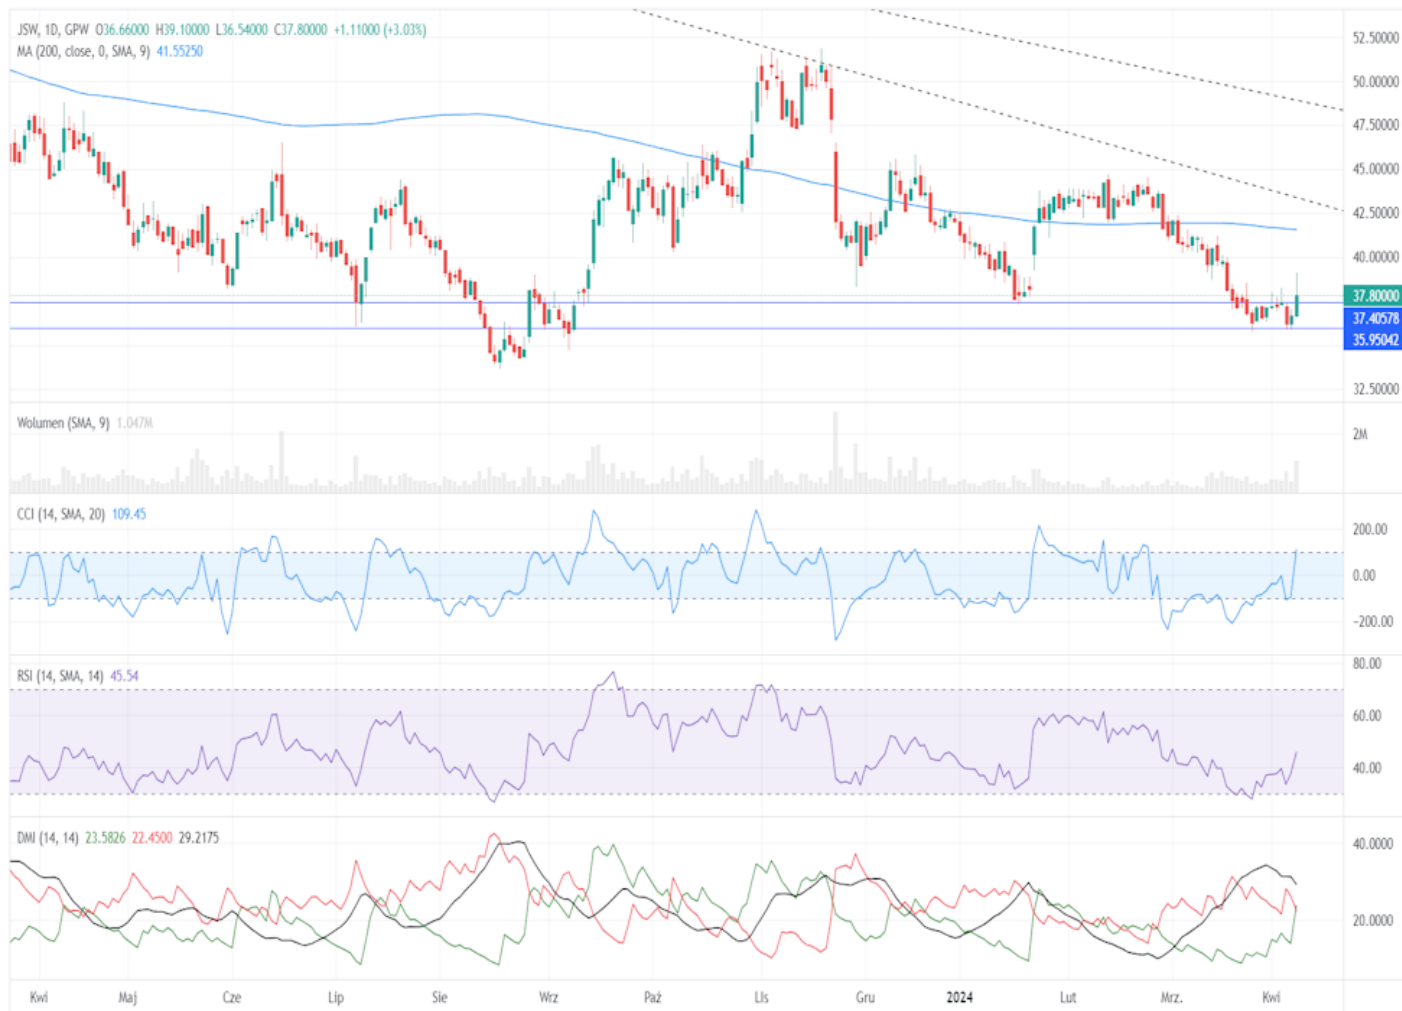 JSW, 1D, GPW O36.66000 H39.10000 L36.54000 C37.80000 +1.11000 (+3.03%)
MA (200, close, 0, SMA, 9) 41.55250
52.50000
50.00000
47.50000
45.00000
42.50000
40.00000
37.80000
37.40578
35.95042
32.50000
Wolumen (SMA, 9) 1.047M
2M
CCI (14, SMA, 20) 109.45
200.00
0.00
-200.00
RSI (14, SMA, 14) 45.54
80.00
60.00
40.00
DMI (14, 14) 23.5826 22.4500 29.2175
40.0000
20.0000
Kwi Maj Cze Lip Sie Wrz Paź Lis Gru 2024 Lut Mrz. Kwi